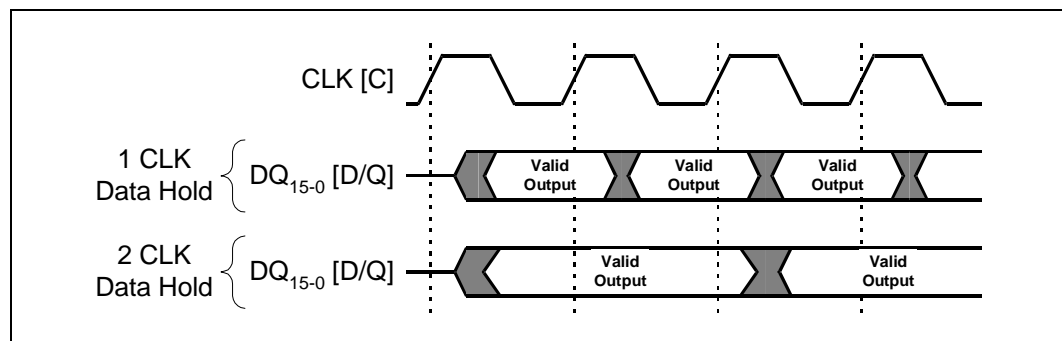 CLK [C]
1 CLK
Data Hold
DQ15-0 [D/Q]
Valid
Output
Valid
Output
Valid
Output
2 CLK
Data Hold
DQ15-0 [D/Q]
Valid
Output
Valid
Output